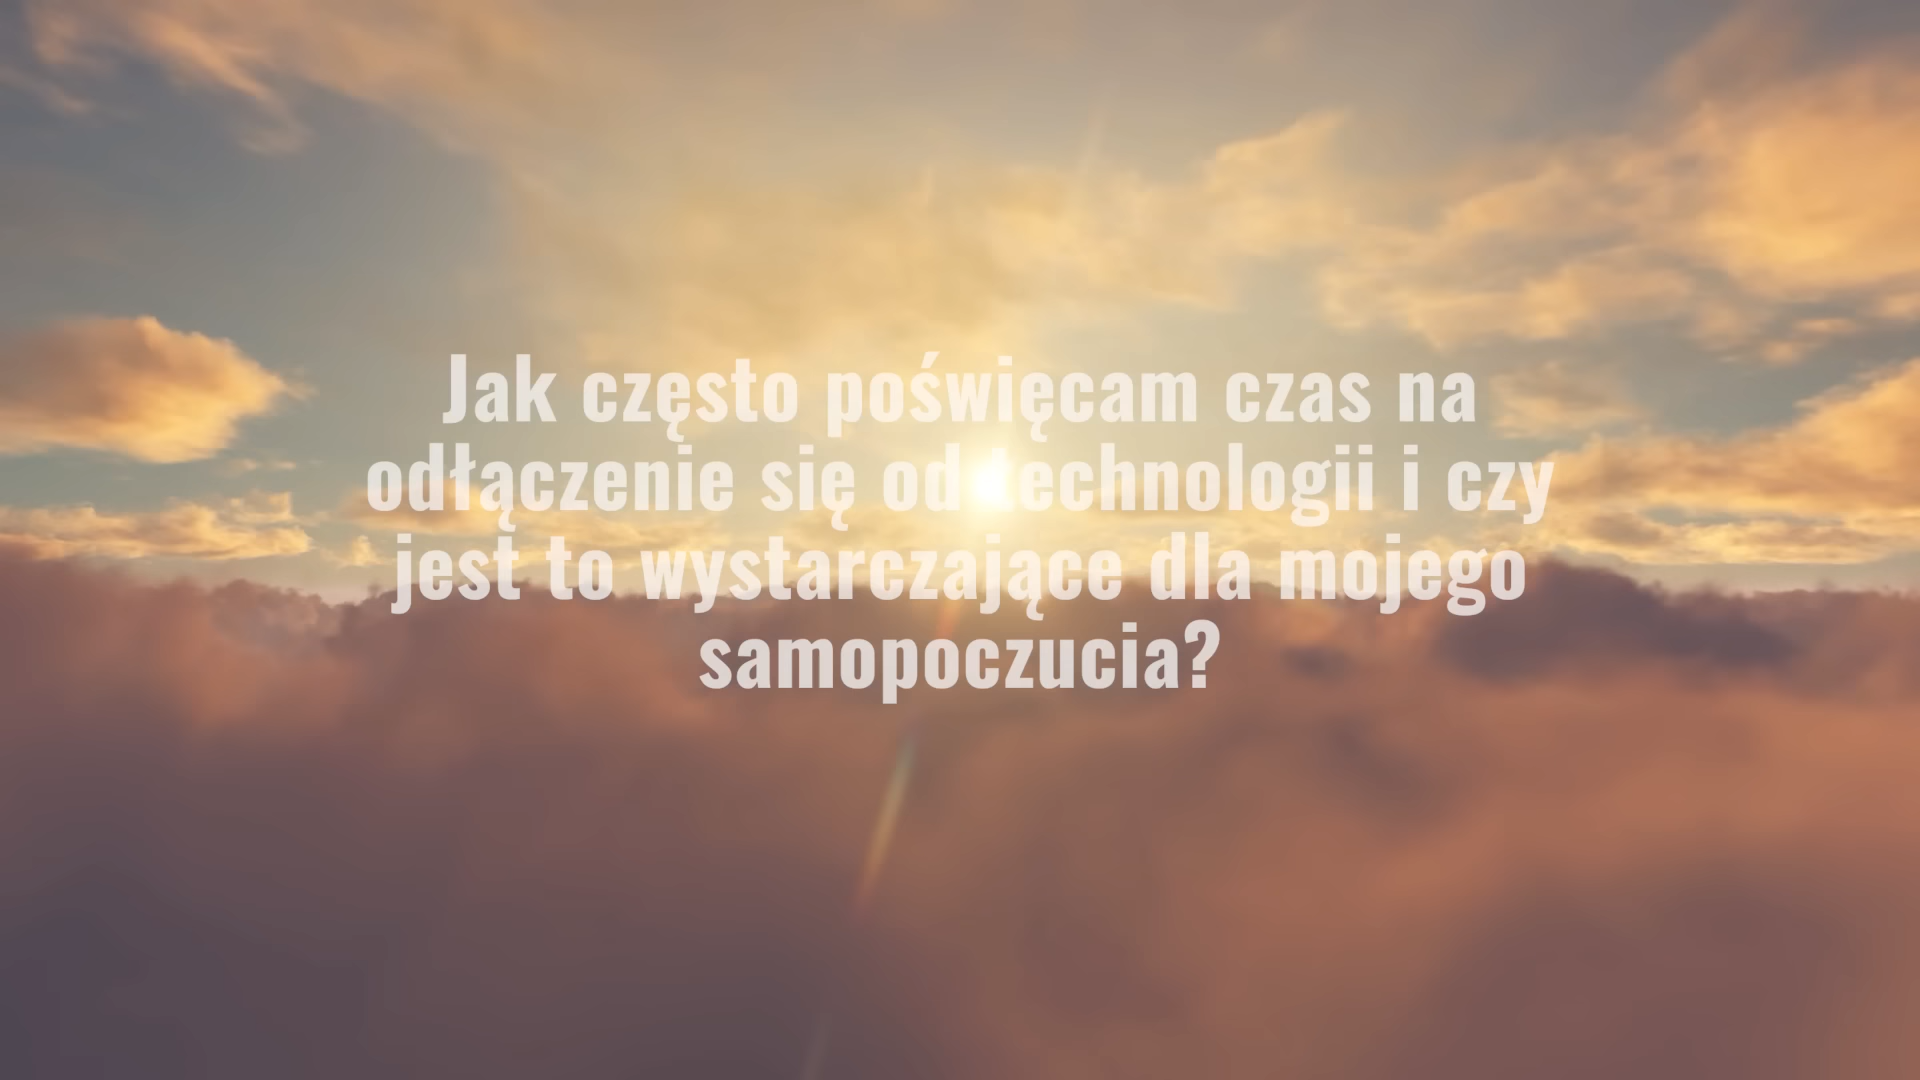 Jak często poświęcam czas na
odłączenie się od technologii i czy
jest to wystarczające dla mojego
samopoczucia?